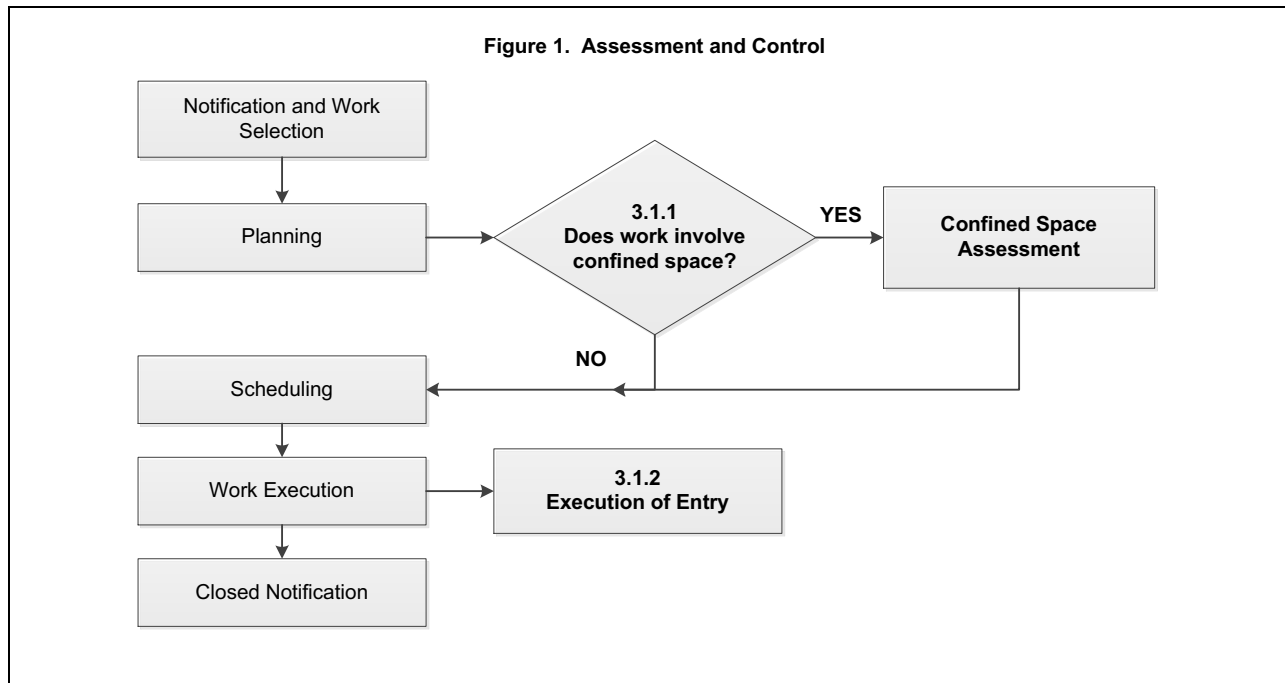 Figure 1.  Assessment and Control
Notification and Work
Selection
Planning
3.1.1
Does work involve
confined space?
YES
Confined Space
Assessment
NO
Scheduling
Work Execution
3.1.2
Execution of Entry
Closed Notification